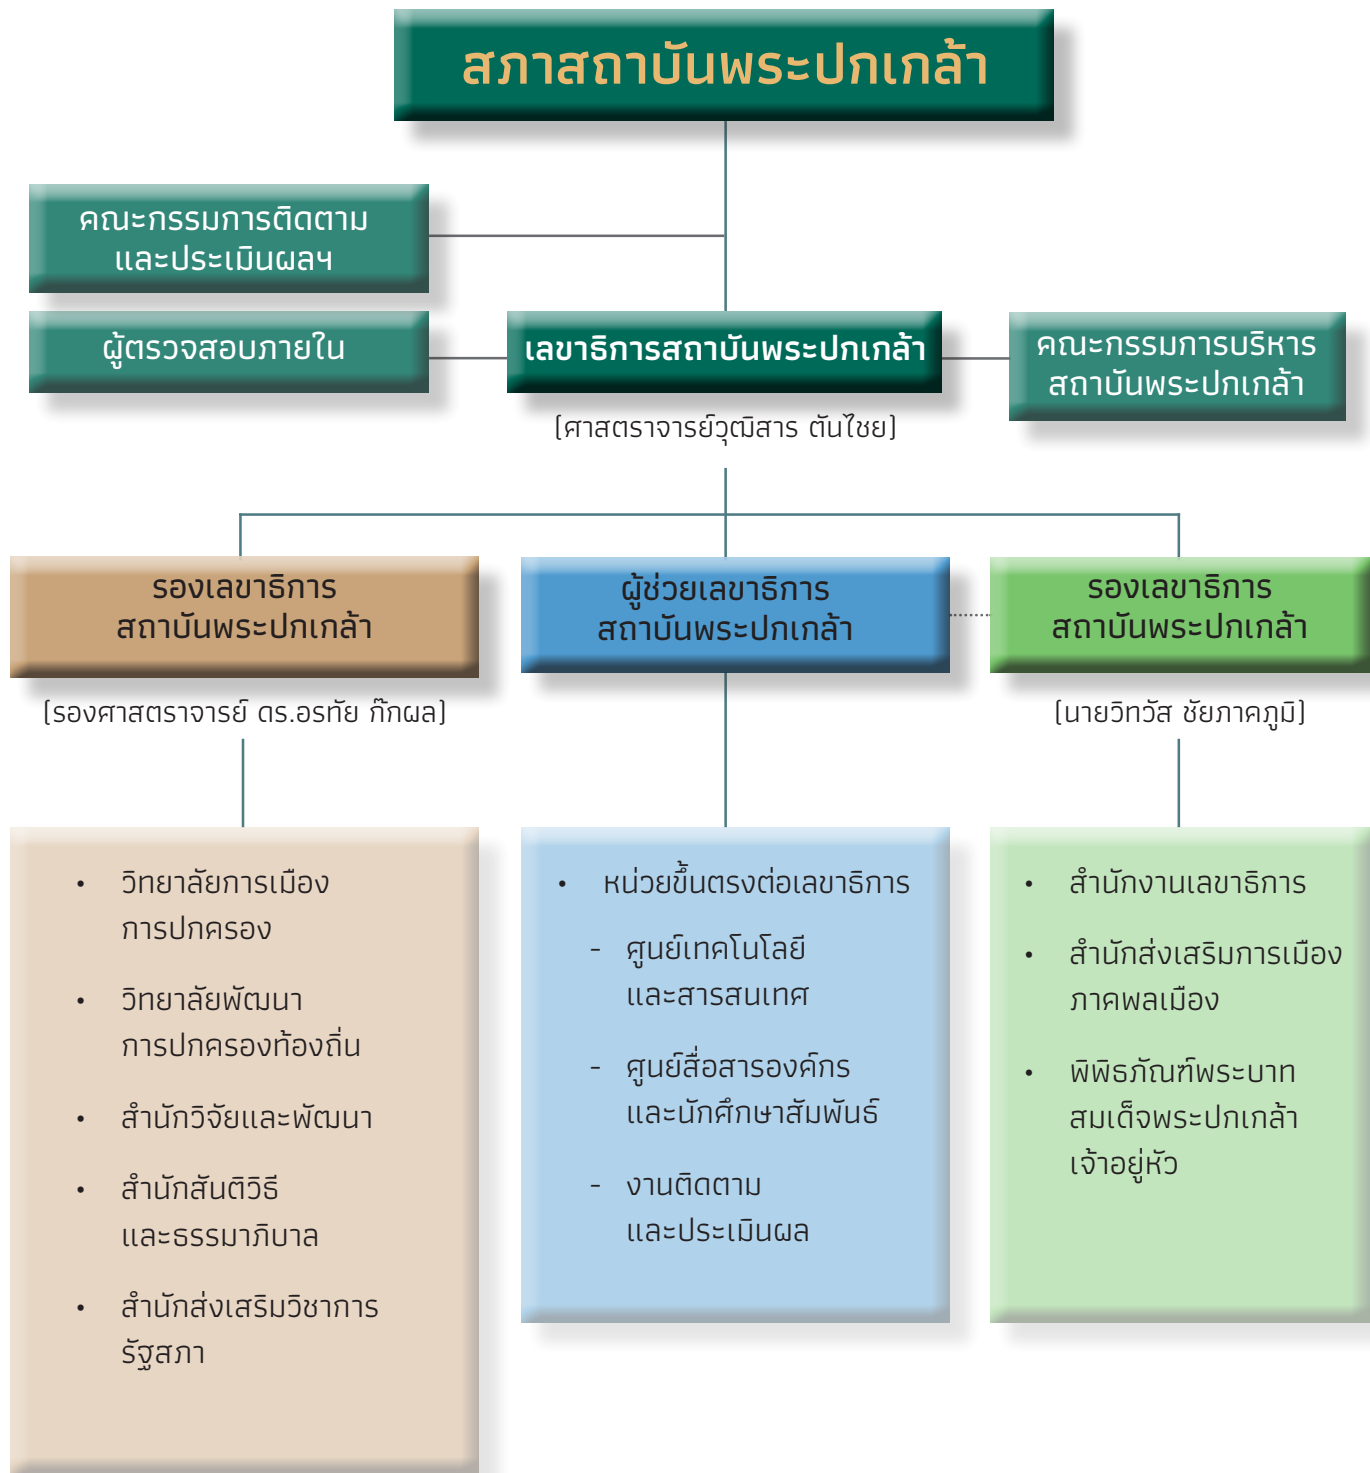 สภาสถาบันพระปกเกล้า
คณะกรรมการติดตาม
และประเมินผลฯ
ผู้ตรวจสอบภายใน
เลขาธิการสถาบันพระปกเกล้า
คณะกรรมการบริหาร
สถาบันพระปกเกล้า
(ศาสตราจารย์วุฒิสาร ตันไชย)
รองเลขาธิการ
สถาบันพระปกเกล้า
(รองศาสตราจารย์ ดร.อรทัย ก๊กผล)
ผู้ช่วยเลขาธิการ
สถาบันพระปกเกล้า
รองเลขาธิการ
สถาบันพระปกเกล้า
(นายวิทวัส ชัยภาคภูมิ)
• วิทยาลัยการเมือง
การปกครอง
• วิทยาลัยพัฒนา
การปกครองท้องถิ่น
• สำนักวิจัยและพัฒนา
• สำนักสันติวิธี
และธรรมาภิบาล
• สำนักส่งเสริมวิชาการ
รัฐสภา
• หน่วยขึ้นตรงต่อเลขาธิการ
- ศูนย์เทคโนโลยี
และสารสนเทศ
- ศูนย์สื่อสารองค์กร
และนักศึกษาสัมพันธ์
- งานติดตาม
และประเมินผล
• สำนักงานเลขาธิการ
• สำนักส่งเสริมการเมือง
ภาคพลเมือง
• พิพิธภัณฑ์พระบาท
สมเด็จพระปกเกล้า
เจ้าอยู่หัว